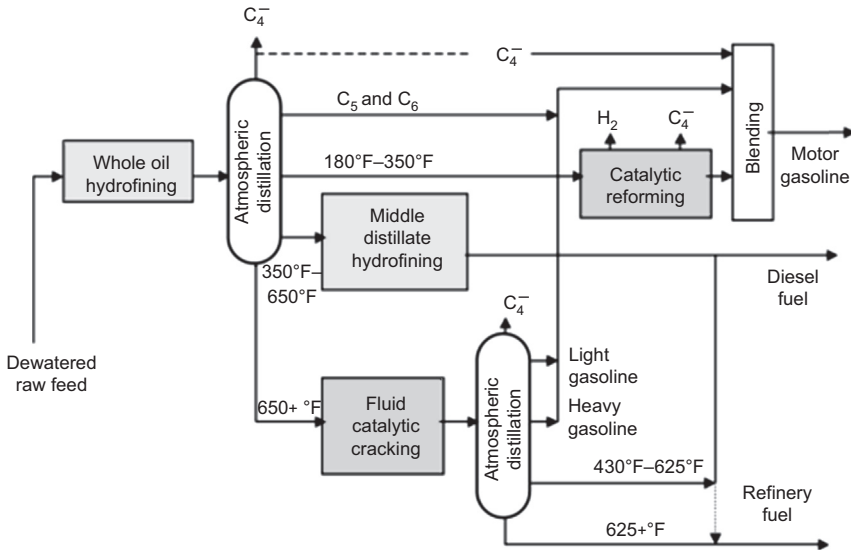 C₄⁻
C₄⁻
C₅ and C₆
H₂
C₄⁻
Whole oil
hydrofining
Atmospheric
distillation
180°F–350°F
Catalytic
reforming
Blending
Motor
gasoline
Middle
distillate
hydrofining
350°F–
650°F
Diesel
fuel
C₄⁻
Dewatered
raw feed
Light
gasoline
650+ °F
Fluid
catalytic
cracking
Atmospheric
distillation
Heavy
gasoline
430°F–625°F
Refinery
fuel
625+°F